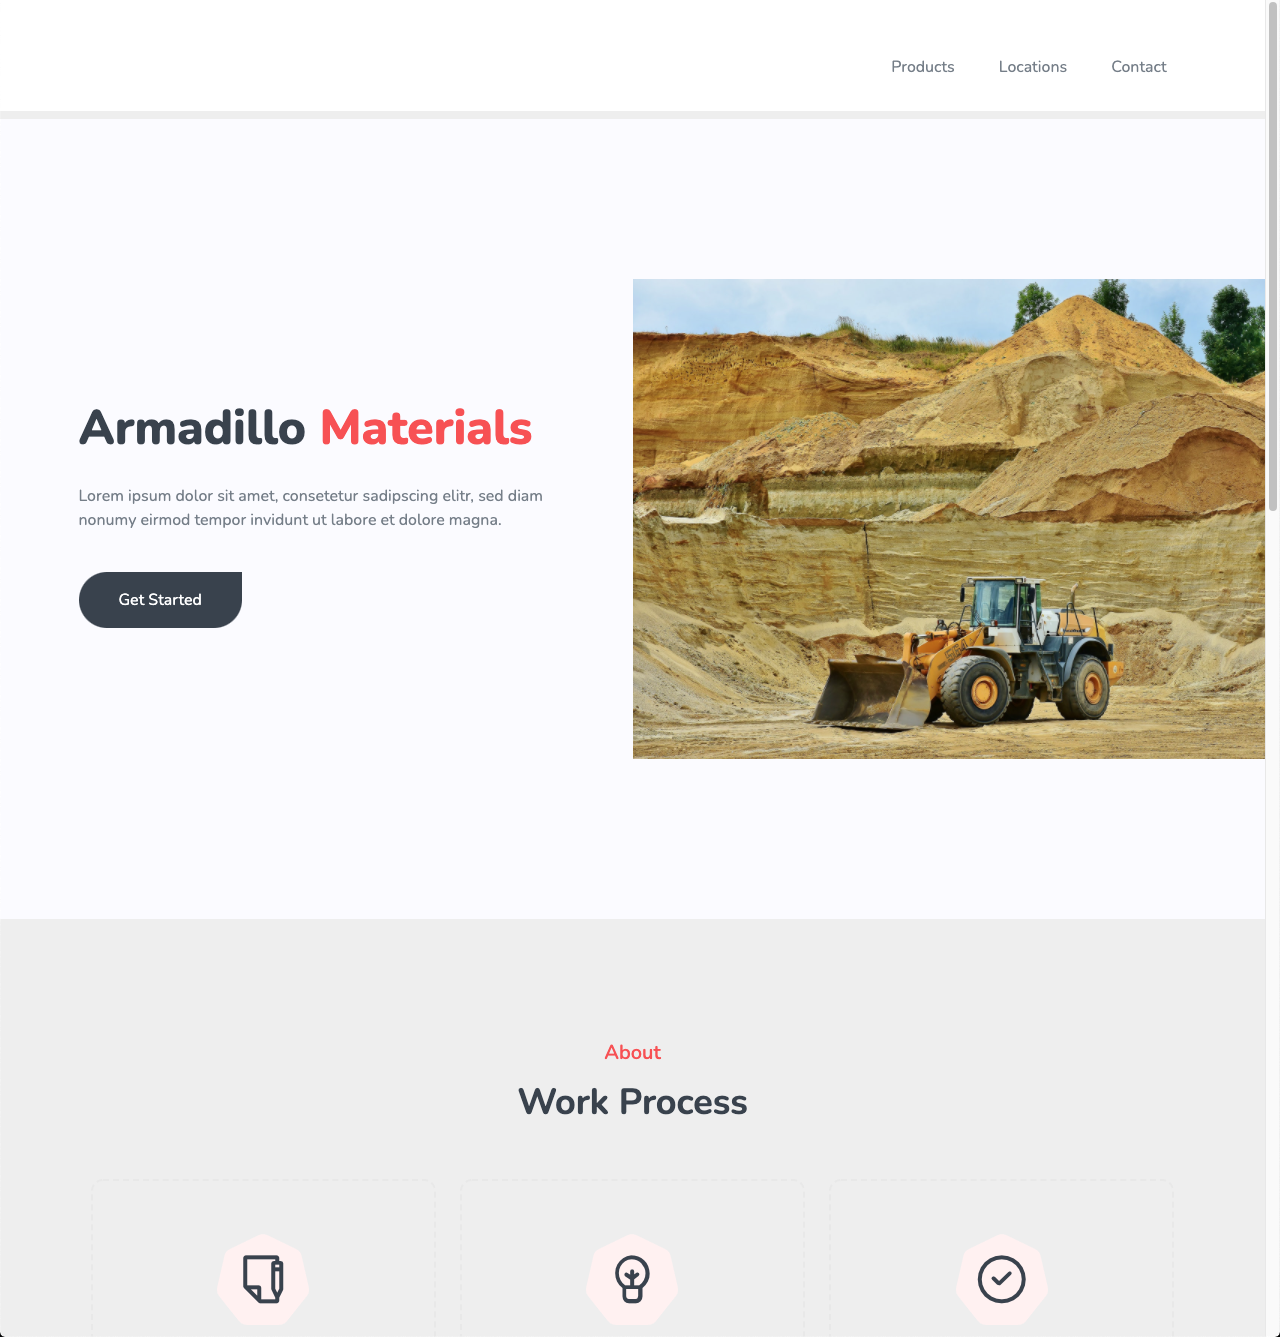 Products Locations Contact
Armadillo Materials
Lorem ipsum dolor sit amet, consetetur sadipscing elitr, sed diam
nonumy eirmod tempor invidunt ut labore et dolore magna.
Get Started
About
Work Process